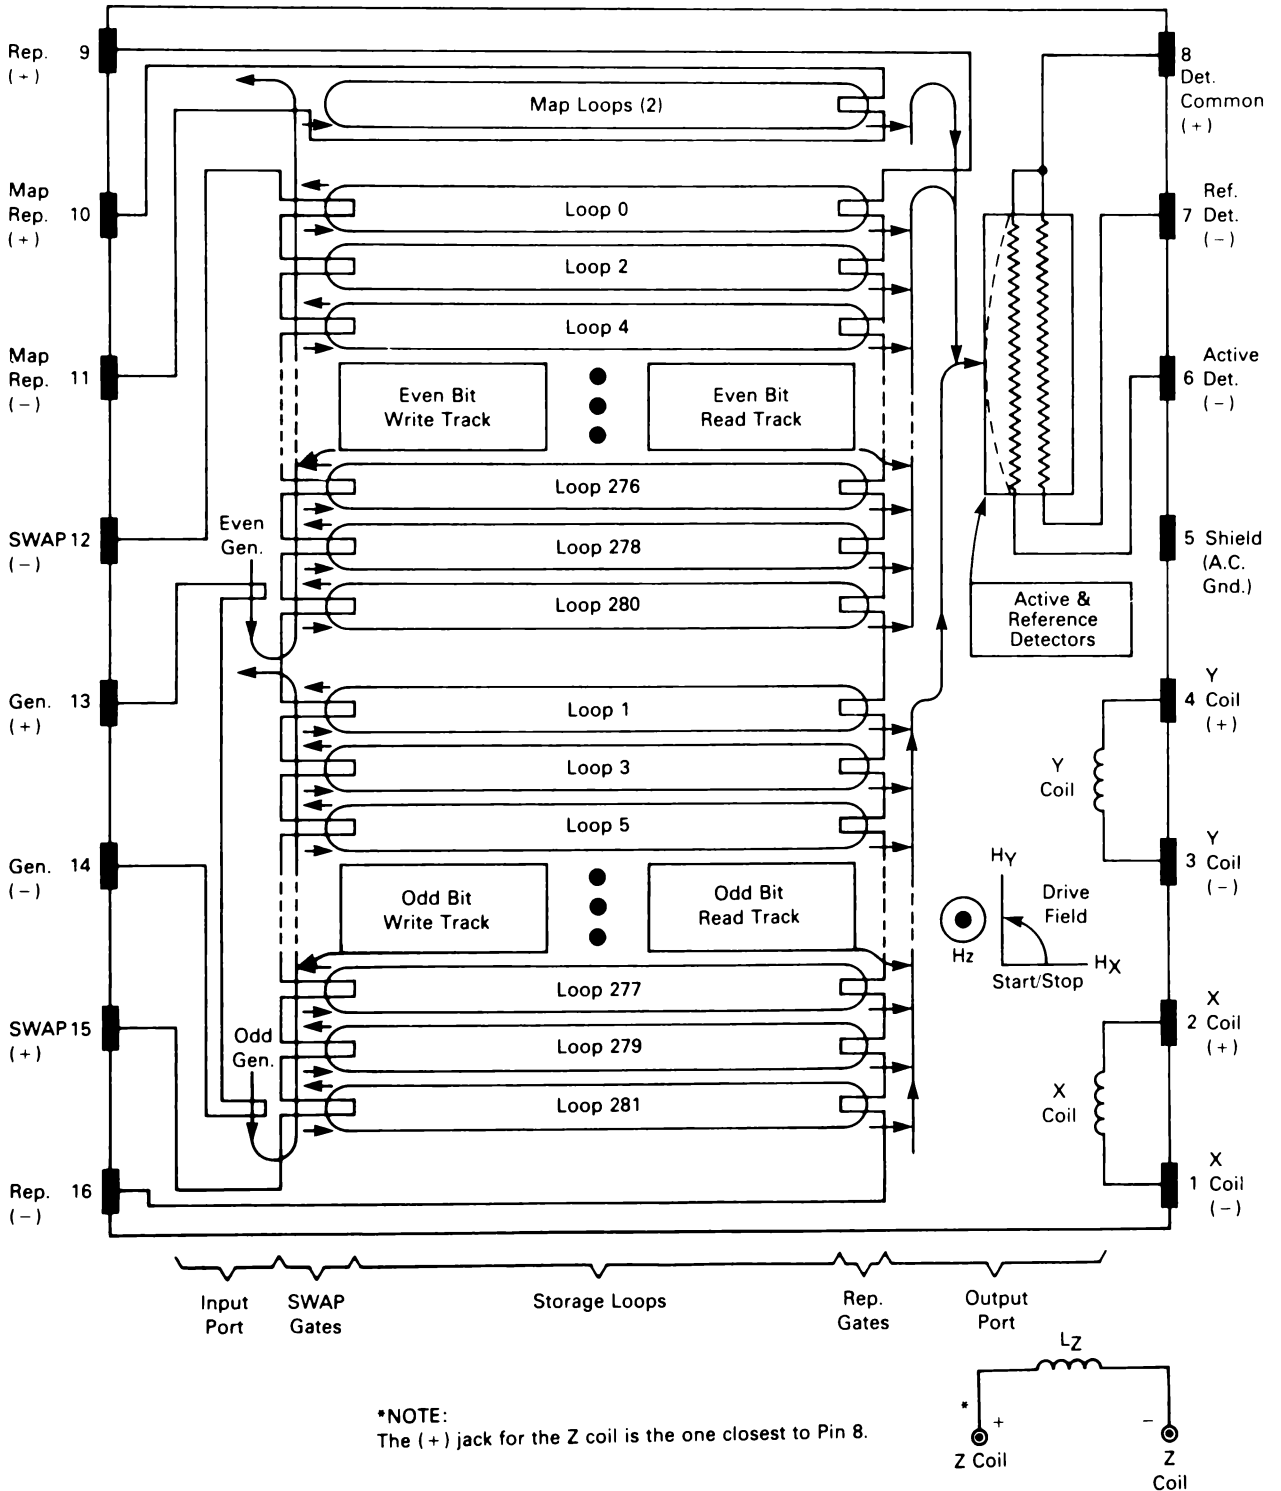 Rep. 9
(+)
Map
Rep. 10
(+)
Map
Rep. 11
(−)
SWAP 12
(−)
Gen. 13
(+)
Gen. 14
(−)
SWAP 15
(+)
Rep. 16
(−)
Map Loops (2)
Loop 0
Loop 2
Loop 4
Even Bit
Write Track
Even Bit
Read Track
Loop 276
Loop 278
Loop 280
Even
Gen.
Loop 1
Loop 3
Loop 5
Odd Bit
Write Track
Odd Bit
Read Track
Loop 277
Loop 279
Loop 281
Odd
Gen.
8
Det.
Common
(+)
Ref.
7 Det.
(−)
Active
6 Det.
(−)
5 Shield
(A.C.
Gnd.)
Active &
Reference
Detectors
Y
4 Coil
(+)
Y
Coil
Y
3 Coil
(−)
HY
Drive
Field
Hz
HX
Start/Stop
X
2 Coil
(+)
X
Coil
X
1 Coil
(−)
Input
Port
SWAP
Gates
Storage Loops
Rep.
Gates
Output
Port
LZ
*
+
−
Z Coil
Z
Coil
*NOTE:
The (+) jack for the Z coil is the one closest to Pin 8.